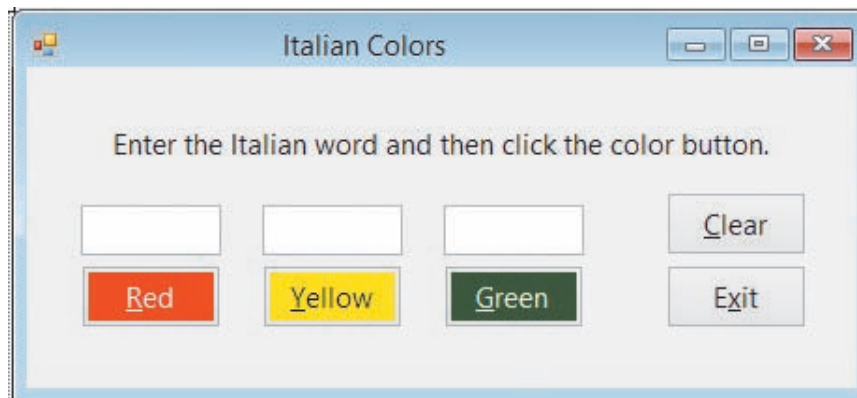 Italian Colors
Enter the Italian word and then click the color button.
Clear
Red Yellow Green Exit